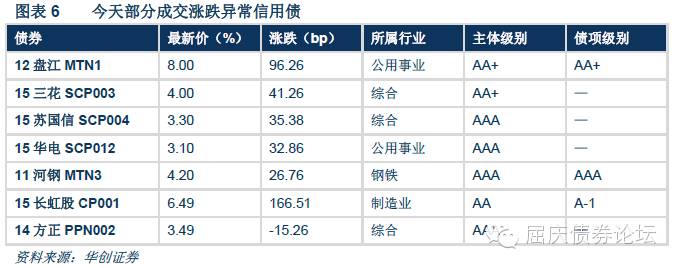 图表 6 今天部分成交涨跌异常信用债
债券 最新价（%） 涨跌（bp） 所属行业 主体级别 债项级别
12 盘江 MTN1 8.00 96.26 公用事业 AA+ AA+
15 三花 SCP003 4.00 41.26 综合 AA+ —
15 苏国信 SCP004 3.30 35.38 综合 AAA —
15 华电 SCP012 3.10 32.86 公用事业 AAA —
11 河钢 MTN3 4.20 26.76 钢铁 AAA AAA
15 长虹股 CP001 6.49 166.51 制造业 AA A-1
14 方正 PPN002 3.49 -15.26 综合
资料来源：华创证券
屈庆债券论坛